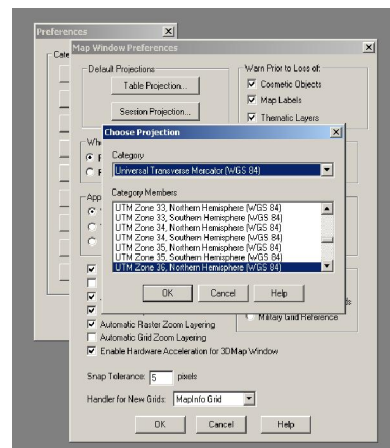 Preferences
Map Window Preferences
Default Projections
Table Projection...
Session Projection...
Warn Prior to Loss of:
Cosmetic Objects
Map Labels
Thematic Layers
Choose Projection
Category
Universal Transverse Mercator (WGS 84)
Category Members
UTM Zone 33, Northern Hemisphere (WGS 84)
UTM Zone 33, Southern Hemisphere (WGS 84)
UTM Zone 34, Northern Hemisphere (WGS 84)
UTM Zone 34, Southern Hemisphere (WGS 84)
UTM Zone 35, Northern Hemisphere (WGS 84)
UTM Zone 35, Southern Hemisphere (WGS 84)
UTM Zone 36, Northern Hemisphere (WGS 84)
OK Cancel Help
Military Grid Reference
Automatic Raster Zoom Layering
Automatic Grid Zoom Layering
Enable Hardware Acceleration for 3DMap Window
Snap Tolerance: 5 pixels
Handler for New Grids: MapInfo Grid
OK Cancel Help